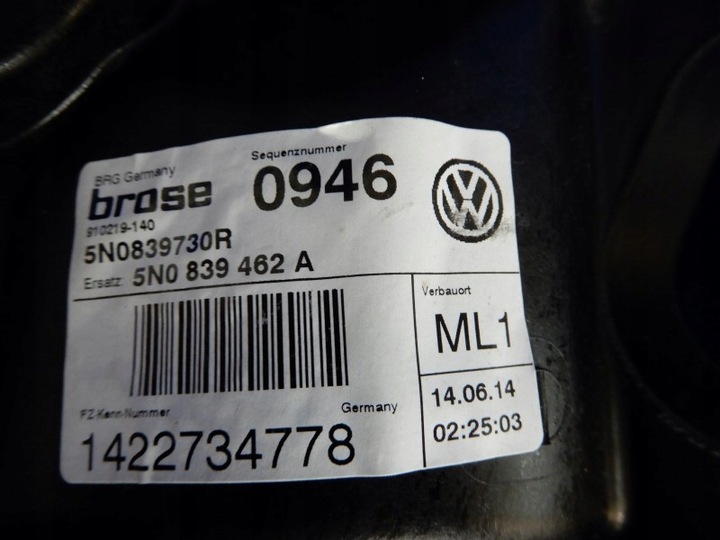 BRG Germany
brose
910219-140
Sequenznummer
0946
5N0839730R
Ersatz: 5N0 839 462 A
Verbauort
ML1
FZ-Kenn-Nummer
Germany
1422734778
14.06.14
02:25:03